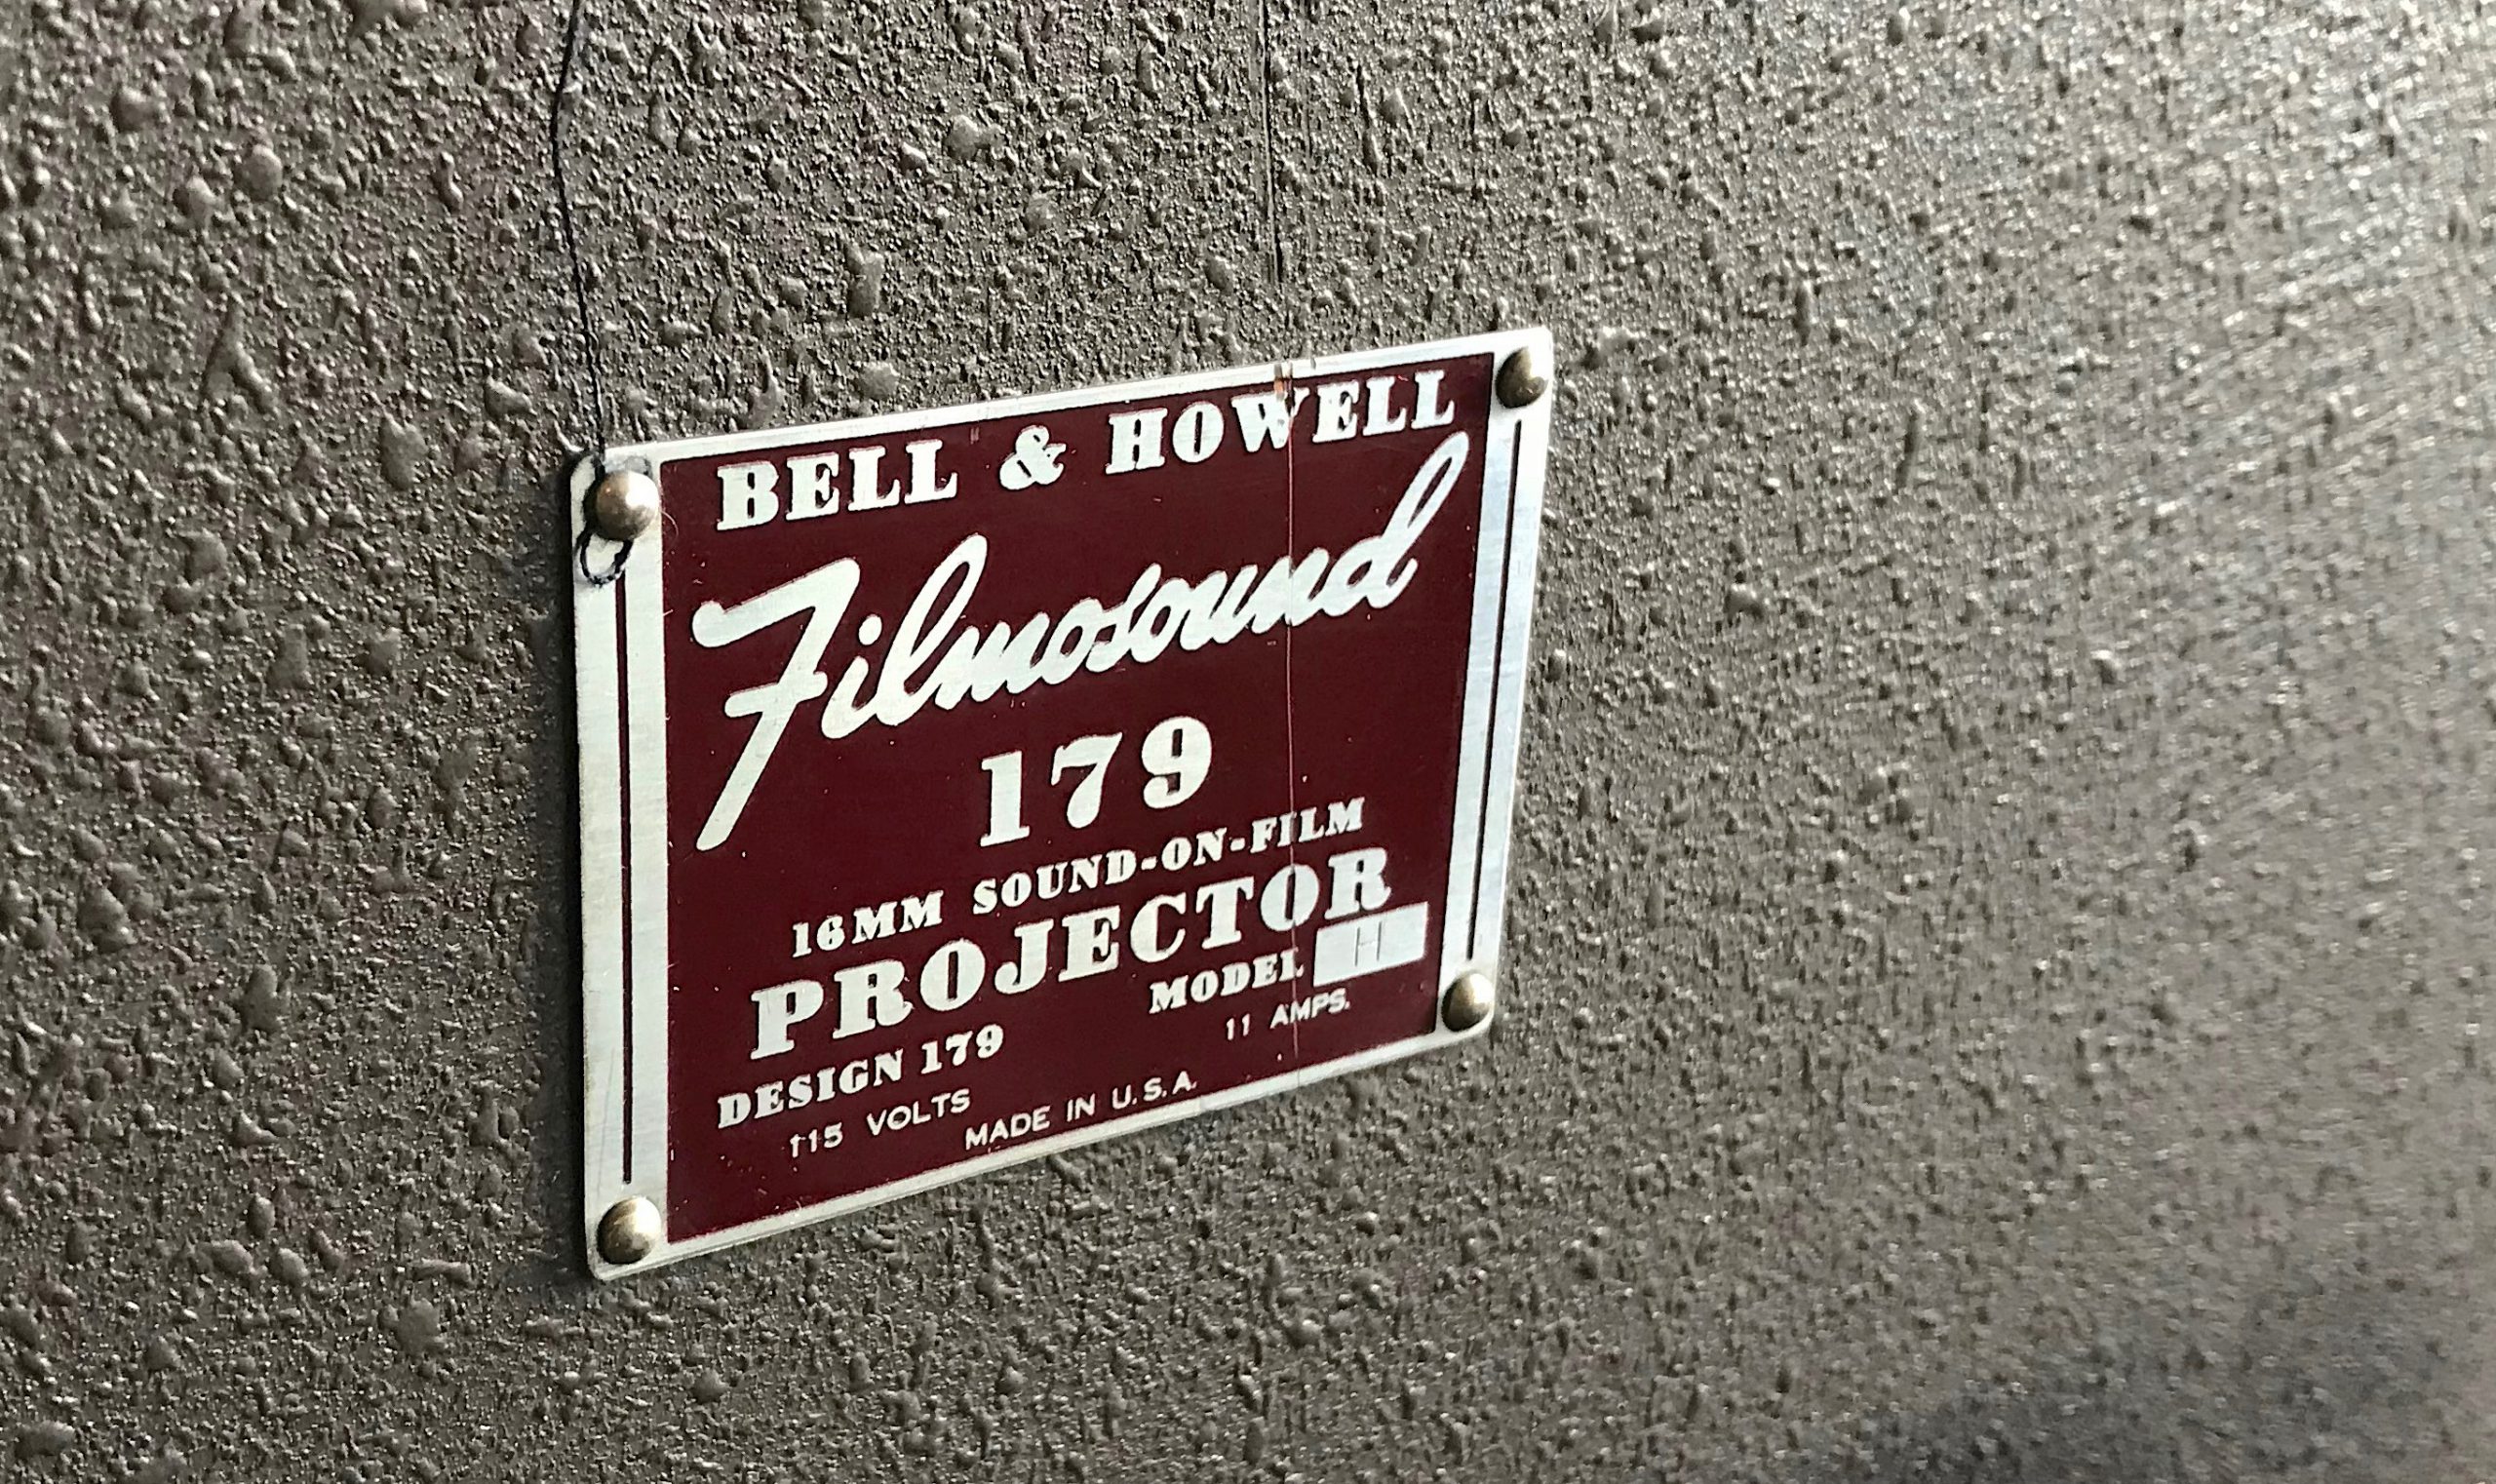 BELL & HOWELL
Filmosound
179
16MM SOUND-ON-FILM
PROJECTOR
DESIGN 179 MODEL H
115 VOLTS 11 AMPS.
MADE IN U.S.A.